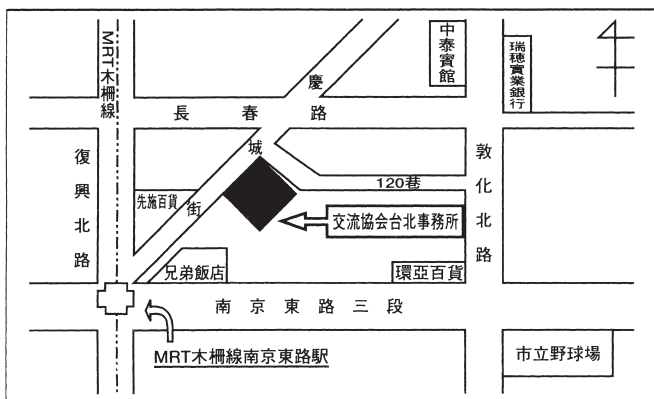 MRT木柵線
中泰賓館
瑞穂實業銀行
慶
城
街
長春路
復興北路
敦化北路
120巷
先施百貨
交流協会台北事務所
兄弟飯店
環亞百貨
南京東路三段
MRT木柵線南京東路駅
市立野球場